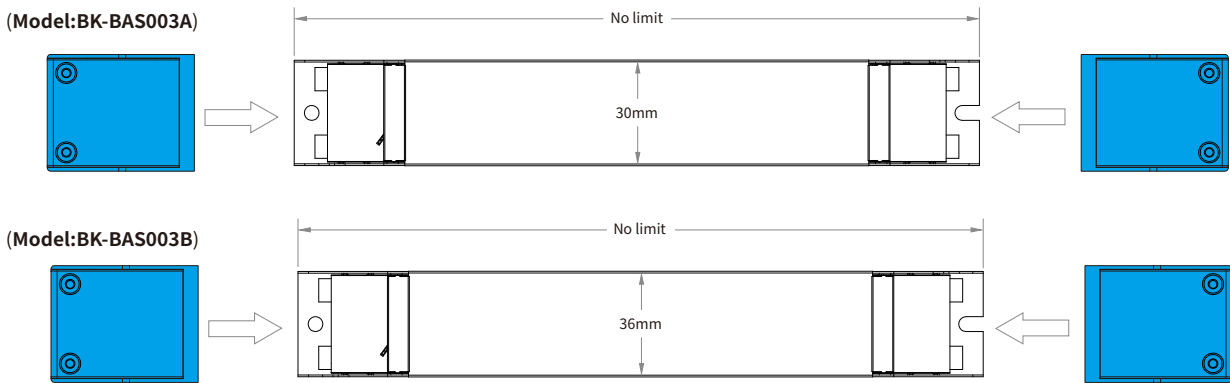 (Model:BK-BAS003A)
No limit
30mm
(Model:BK-BAS003B)
No limit
36mm